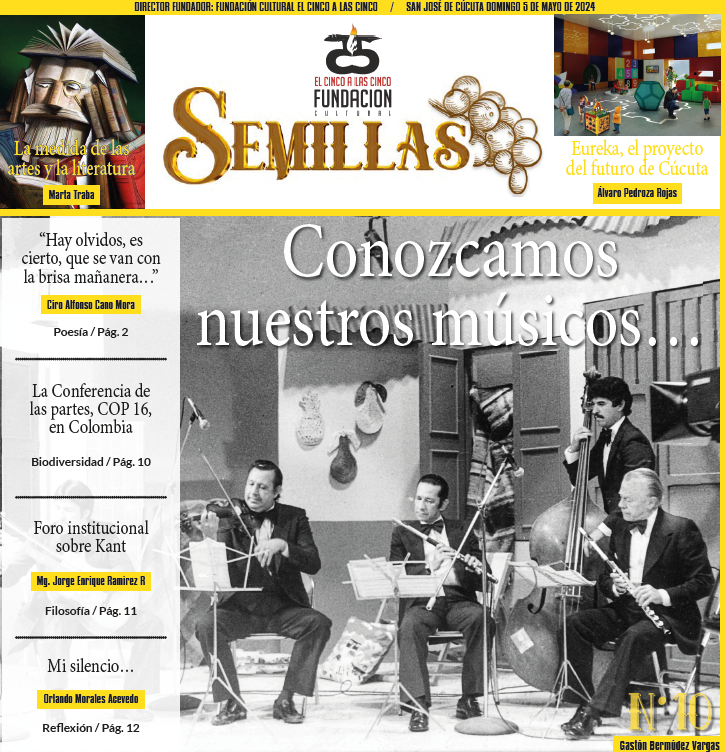 DIRECTOR FUNDADOR: FUNDACIÓN CULTURAL EL CINCO A LAS CINCO / SAN JOSÉ DE CÚCUTA DOMINGO 5 DE MAYO DE 2024
La medida de las
artes y la literatura
Marta Traba
EL CINCO A LAS CINCO
FUNDACION
CULTURAL
SEMILLAS
Eureka, el proyecto
del futuro de Cúcuta
Álvaro Pedroza Rojas
“Hay olvidos, es
cierto, que se van con
la brisa mañanera…”
Ciro Alfonso Cano Mora
Poesía / Pág. 2
La Conferencia de
las partes, COP 16,
en Colombia
Biodiversidad / Pág. 10
Foro institucional
sobre Kant
Mg. Jorge Enrique Ramirez R
Filosofía / Pág. 11
Mi silencio…
Orlando Morales Acevedo
Reflexión / Pág. 12
Conozcamos
nuestros músicos…
N°10
Gastón Bermúdez Vargas